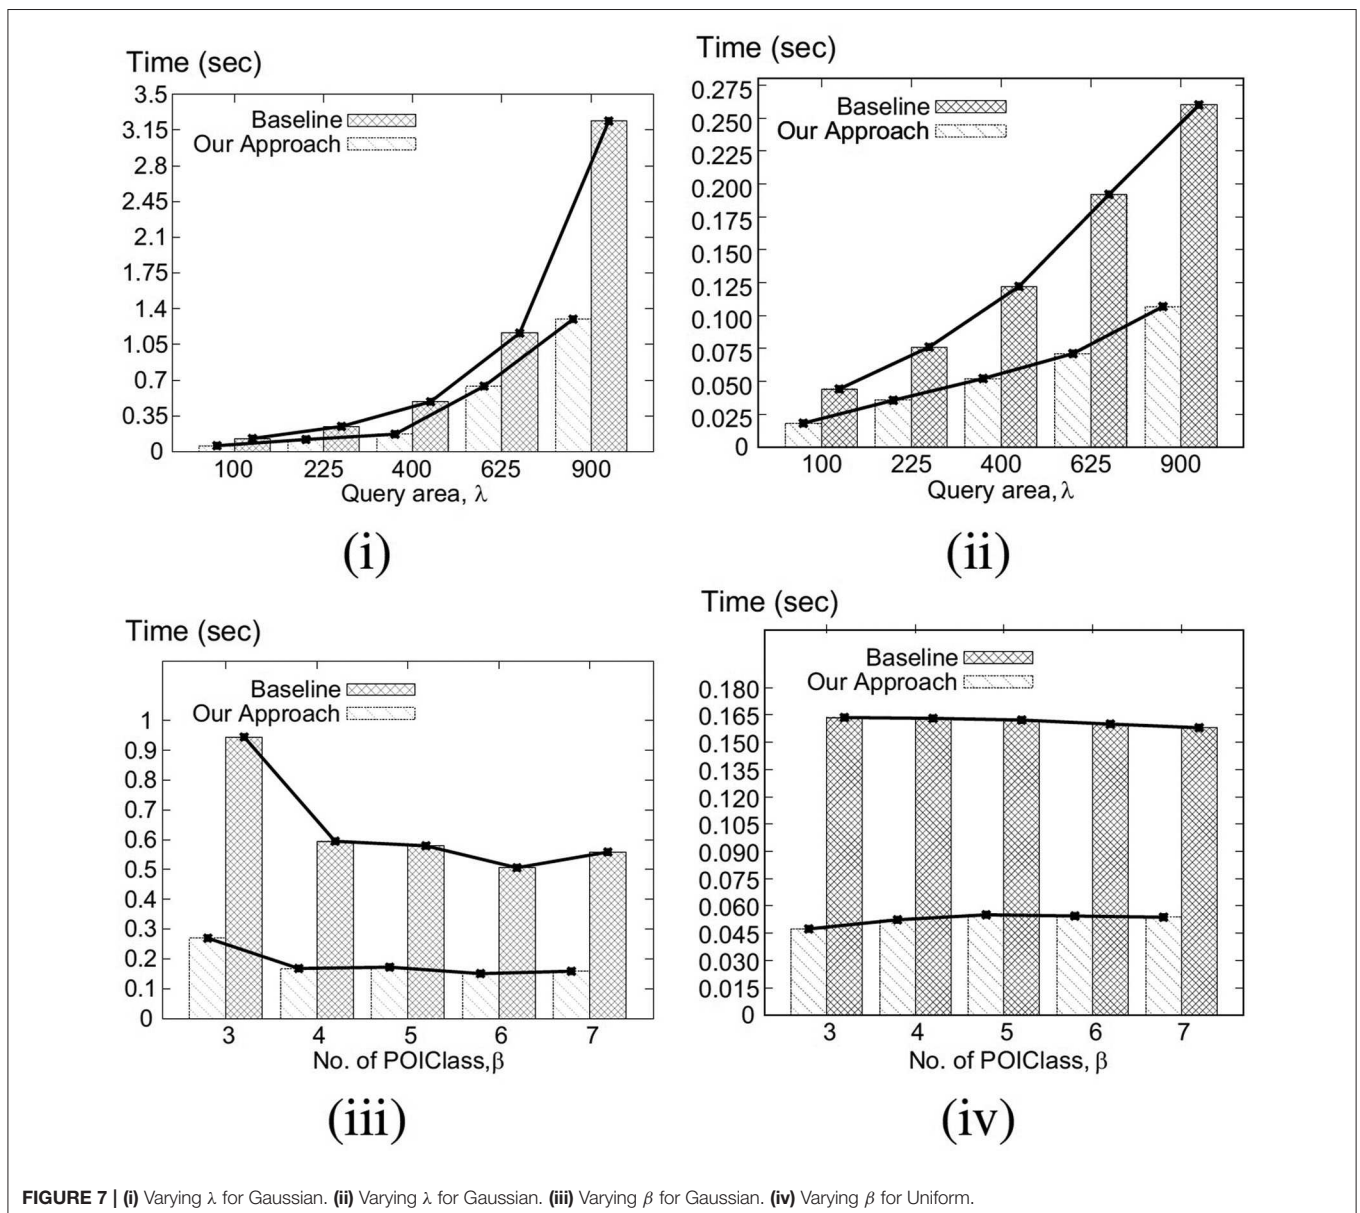 Time (sec)
3.5
3.15
2.8
2.45
2.1
1.75
1.4
1.05
0.7
0.35
0
Baseline
Our Approach
100 225 400 625 900
Query area, λ
(i)
Time (sec)
0.275
0.250
0.225
0.200
0.175
0.150
0.125
0.100
0.075
0.050
0.025
0
Baseline
Our Approach
100 225 400 625 900
Query area, λ
(ii)
Time (sec)
1
0.9
0.8
0.7
0.6
0.5
0.4
0.3
0.2
0.1
0
Baseline
Our Approach
3 4 5 6 7
No. of POIClass,β
(iii)
Time (sec)
0.180
0.165
0.150
0.135
0.120
0.105
0.090
0.075
0.060
0.045
0.030
0.015
0
Baseline
Our Approach
3 4 5 6 7
No. of POIClass, β
(iv)
FIGURE 7 | (i) Varying λ for Gaussian. (ii) Varying λ for Gaussian. (iii) Varying β for Gaussian. (iv) Varying β for Uniform.